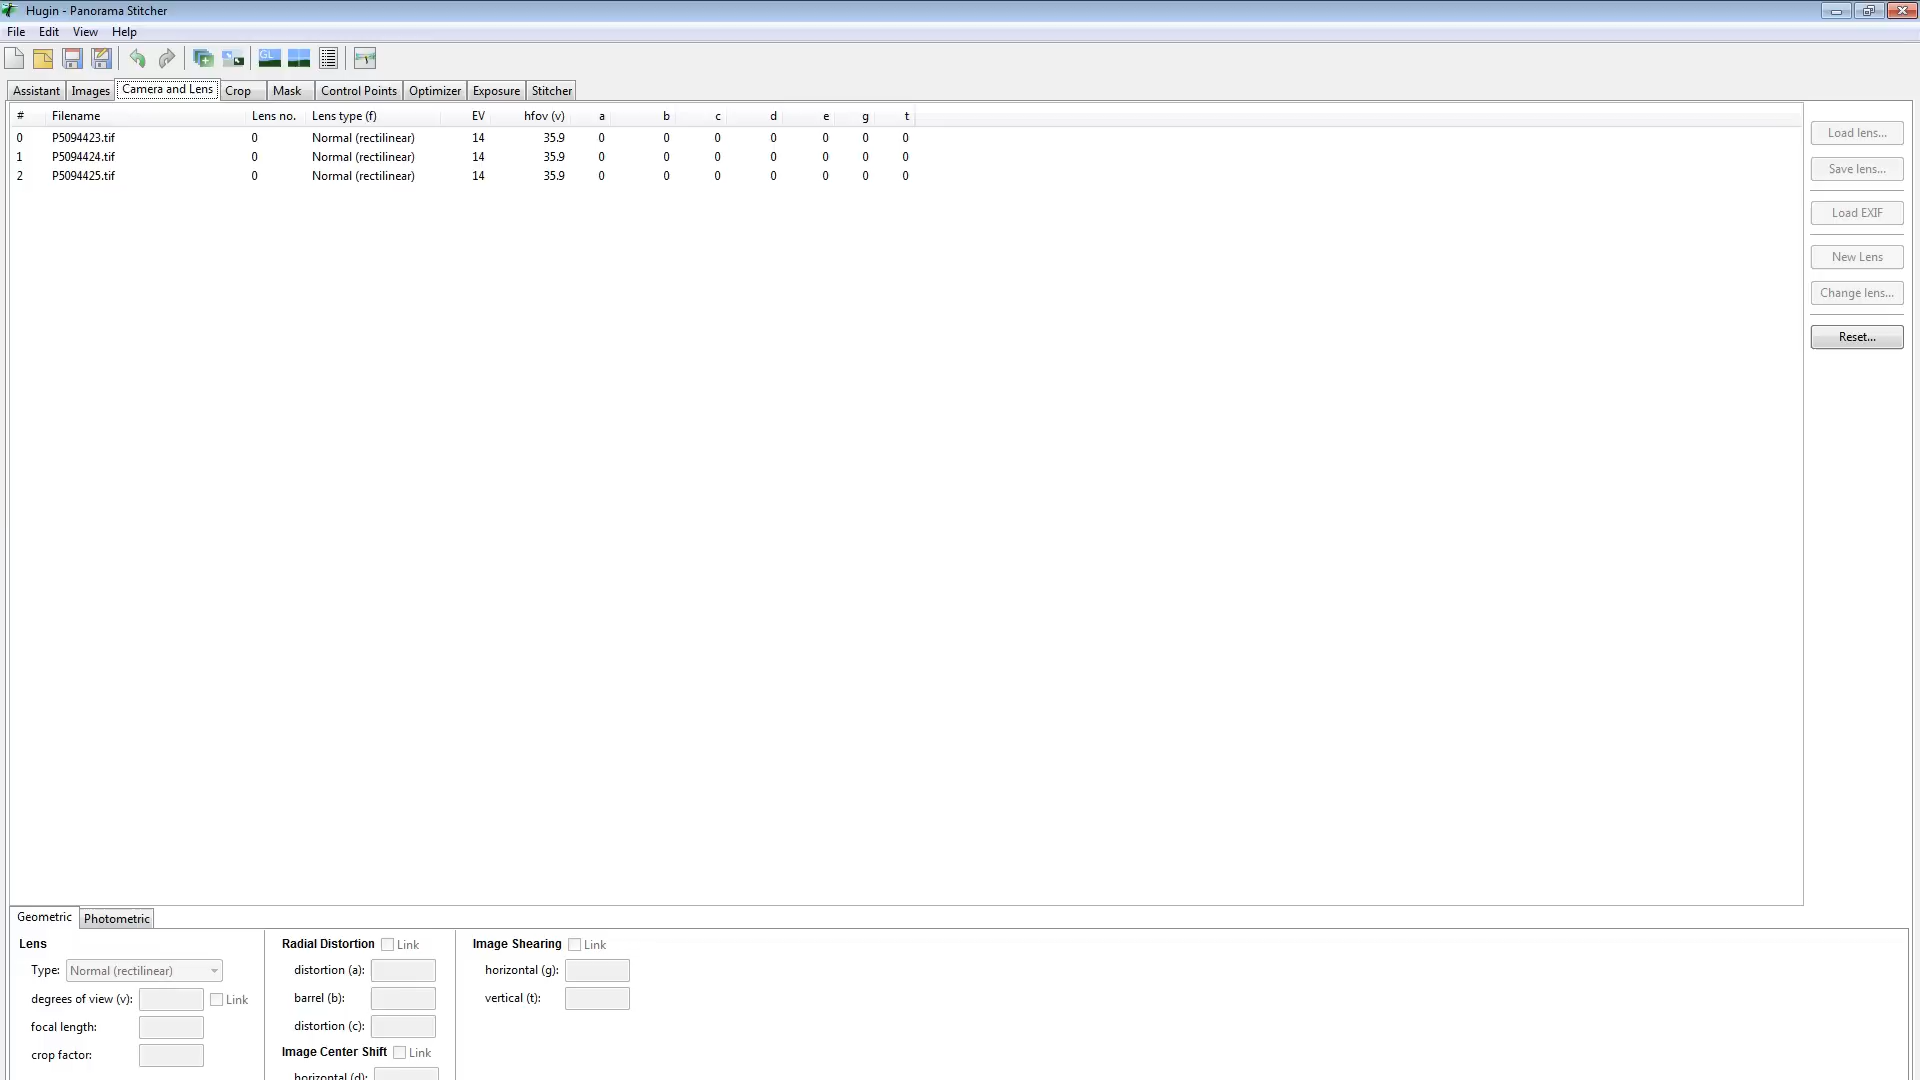 Hugin - Panorama Stitcher
File Edit View Help
GL
Assistant Images Camera and Lens Crop Mask Control Points Optimizer Exposure Stitcher
# Filename Lens no. Lens type (f) EV hfov (v) a b c d e g t
0 P5094423.tif 0 Normal (rectilinear) 14 35.9 0 0 0 0 0 0 0
1 P5094424.tif 0 Normal (rectilinear) 14 35.9 0 0 0 0 0 0 0
2 P5094425.tif 0 Normal (rectilinear) 14 35.9 0 0 0 0 0 0 0
Load lens...
Save lens...
Load EXIF
New Lens
Change lens...
Reset...
Geometric Photometric
Lens
Type: Normal (rectilinear)
degrees of view (v): Link
focal length:
crop factor:
Radial Distortion Link
distortion (a):
barrel (b):
distortion (c):
Image Center Shift Link
horizontal (d):
Image Shearing Link
horizontal (g):
vertical (t):